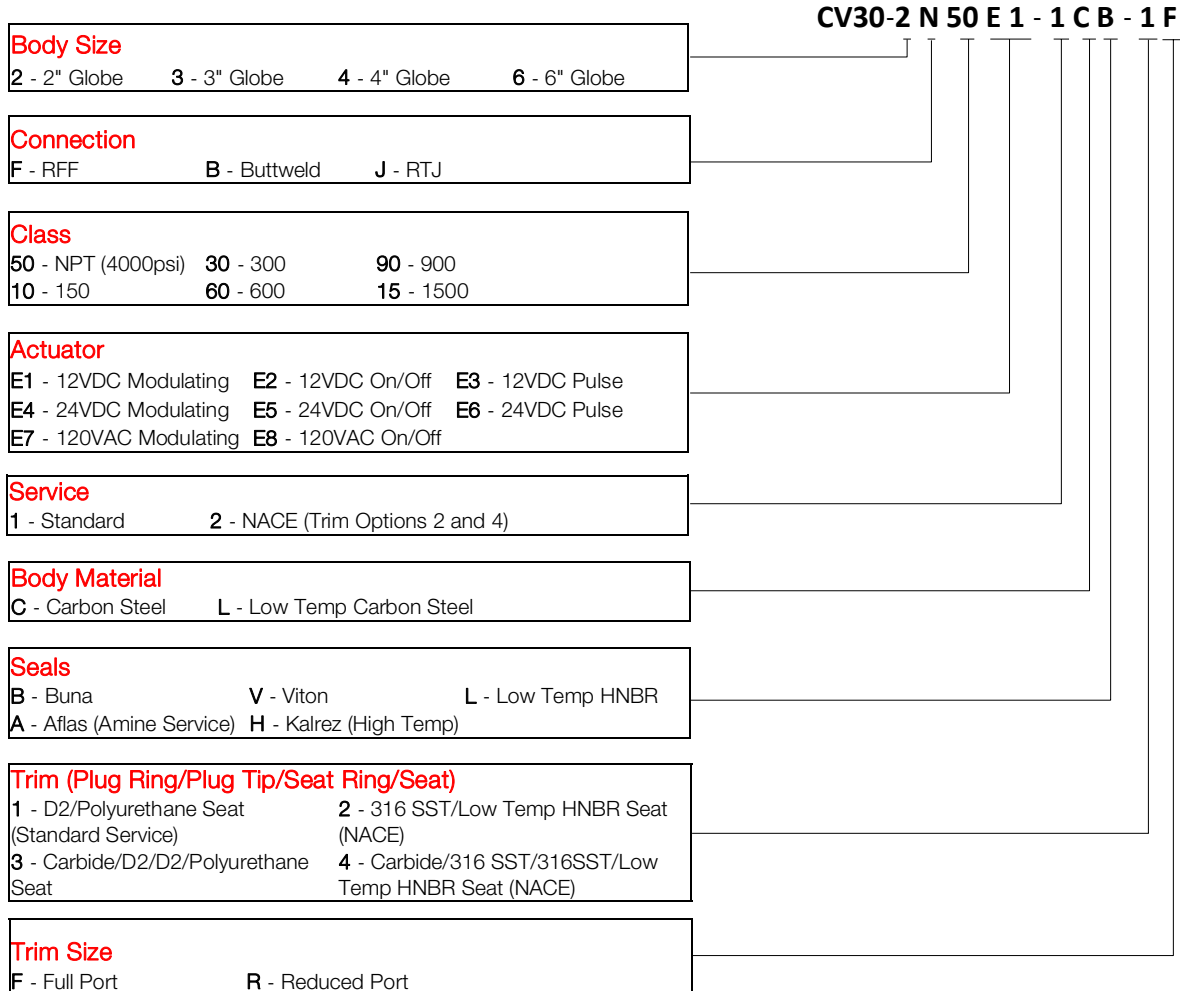 CV30-2 N 50 E 1 - 1 C B - 1 F
Body Size
2 - 2" Globe 3 - 3" Globe 4 - 4" Globe 6 - 6" Globe
Connection
F - RFF B - Buttweld J - RTJ
Class
50 - NPT (4000psi) 30 - 300 90 - 900
10 - 150 60 - 600 15 - 1500
Actuator
E1 - 12VDC Modulating E2 - 12VDC On/Off E3 - 12VDC Pulse
E4 - 24VDC Modulating E5 - 24VDC On/Off E6 - 24VDC Pulse
E7 - 120VAC Modulating E8 - 120VAC On/Off
Service
1 - Standard 2 - NACE (Trim Options 2 and 4)
Body Material
C - Carbon Steel L - Low Temp Carbon Steel
Seals
B - Buna V - Viton L - Low Temp HNBR
A - Aflas (Amine Service) H - Kalrez (High Temp)
Trim (Plug Ring/Plug Tip/Seat Ring/Seat)
1 - D2/Polyurethane Seat 2 - 316 SST/Low Temp HNBR Seat
(Standard Service) (NACE)
3 - Carbide/D2/D2/Polyurethane 4 - Carbide/316 SST/316SST/Low
Seat Temp HNBR Seat (NACE)
Trim Size
F - Full Port R - Reduced Port